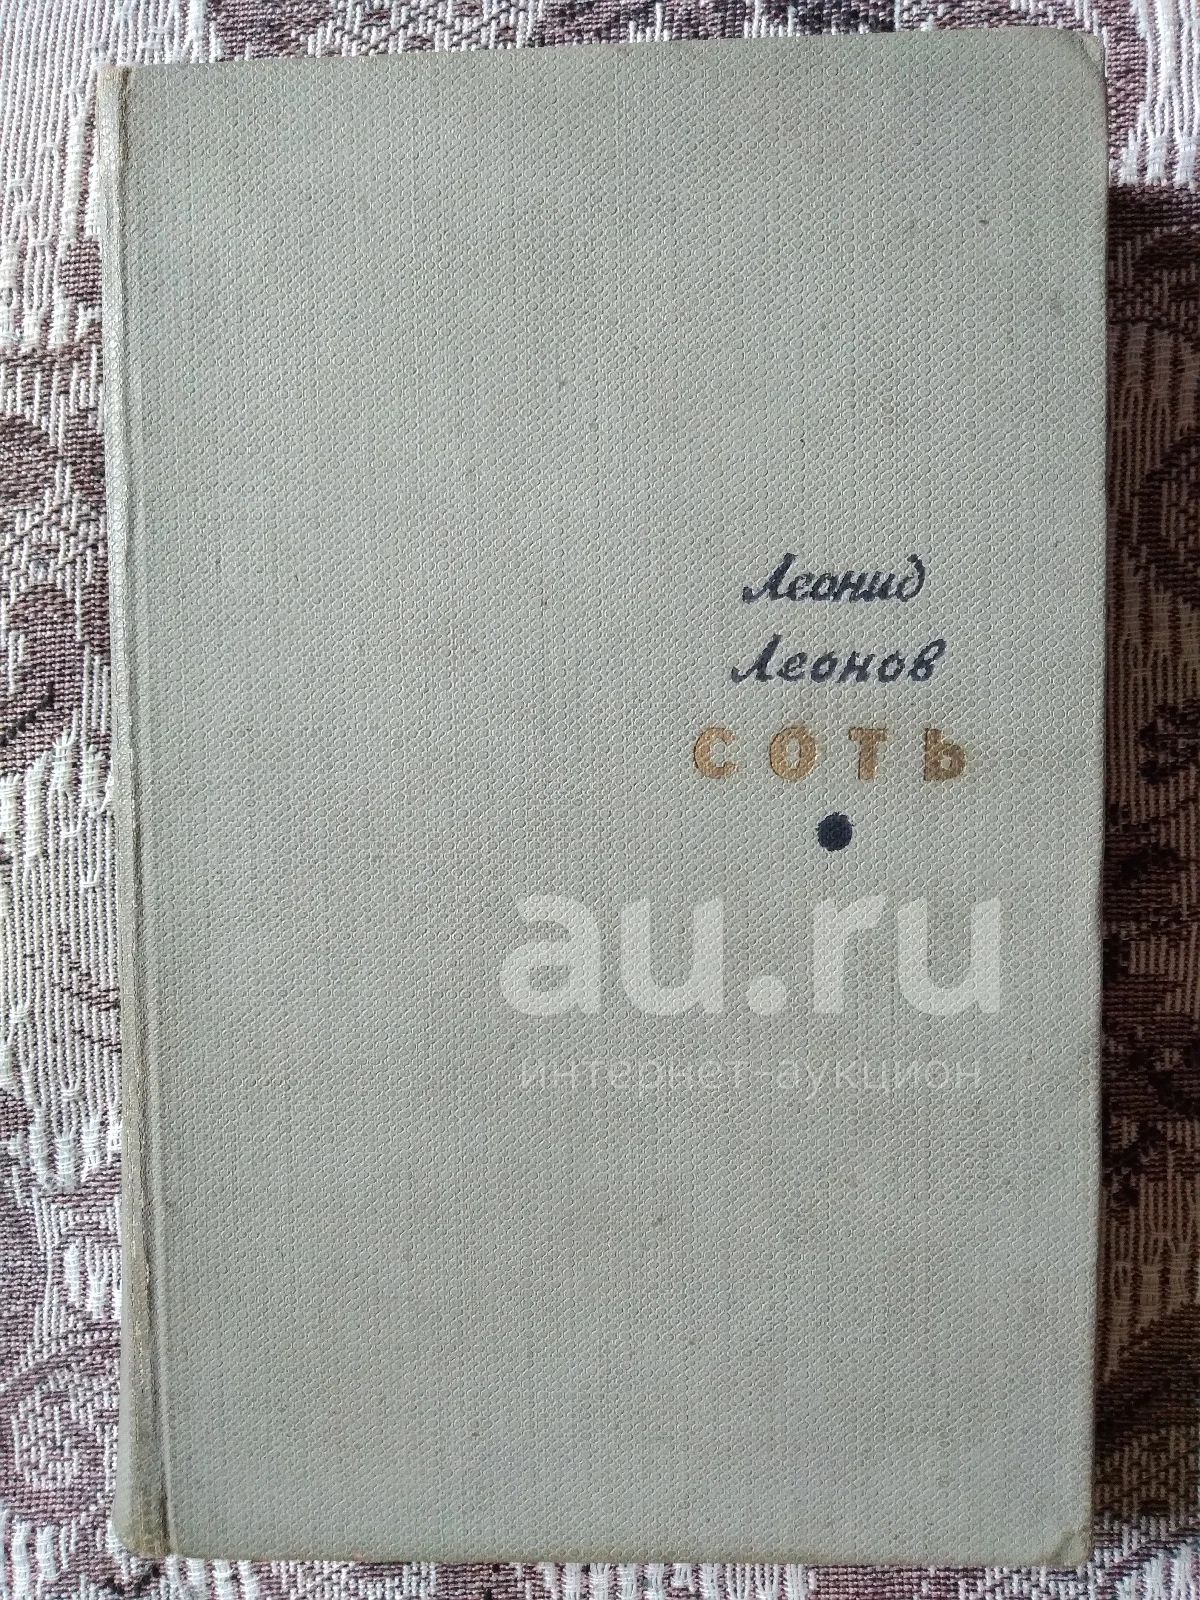 Леонид
Леонов
СОТЬ
au.ru
интернет-аукцион